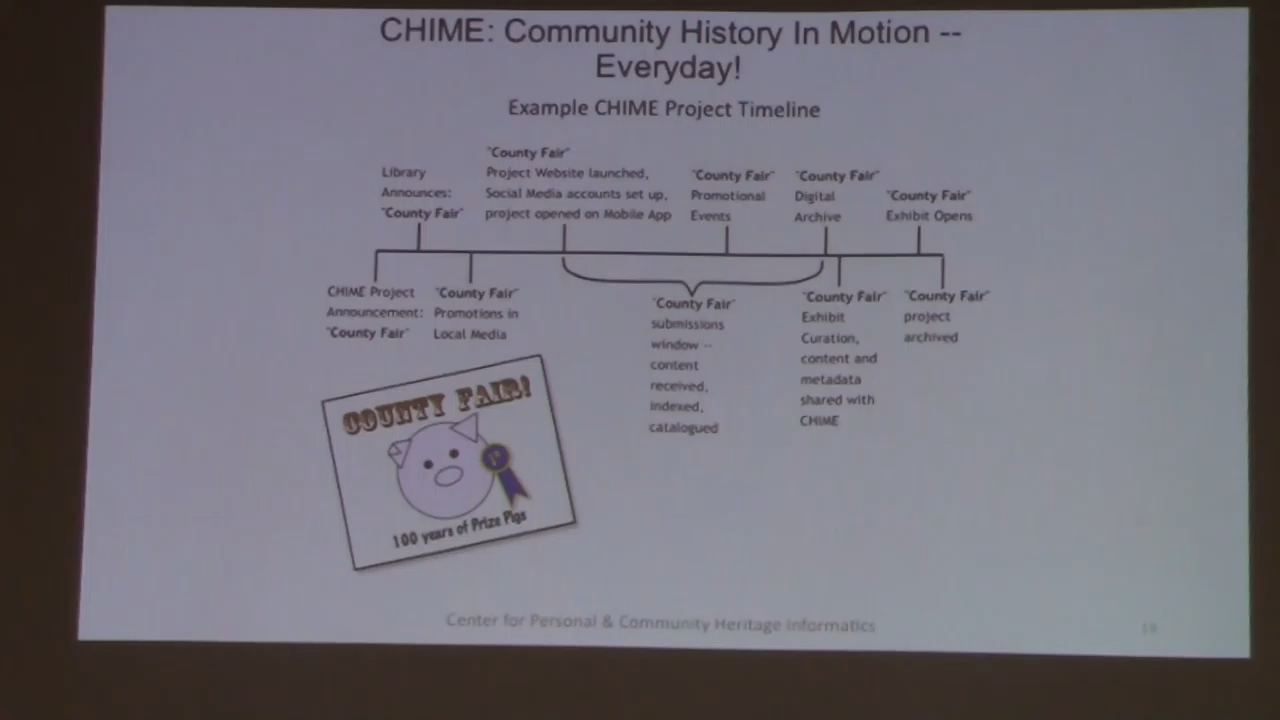 CHIME: Community History In Motion --
Everyday!
Example CHIME Project Timeline
Library
Announces:
"County Fair"
"County Fair"
Project Website launched,
Social Media accounts set up,
project opened on Mobile App
"County Fair"
Promotional
Events
"County Fair"
Digital
Archive
"County Fair"
Exhibit Opens
CHIME Project
Announcement:
"County Fair"
"County Fair"
Promotions in
Local Media
"County Fair"
submissions
window --
content
received,
indexed,
catalogued
"County Fair"
Exhibit
Curation,
content and
metadata
shared with
CHIME
"County Fair"
project
archived
COUNTY FAIR!
100 years of Prize Pigs
Center for Personal & Community Heritage Informatics